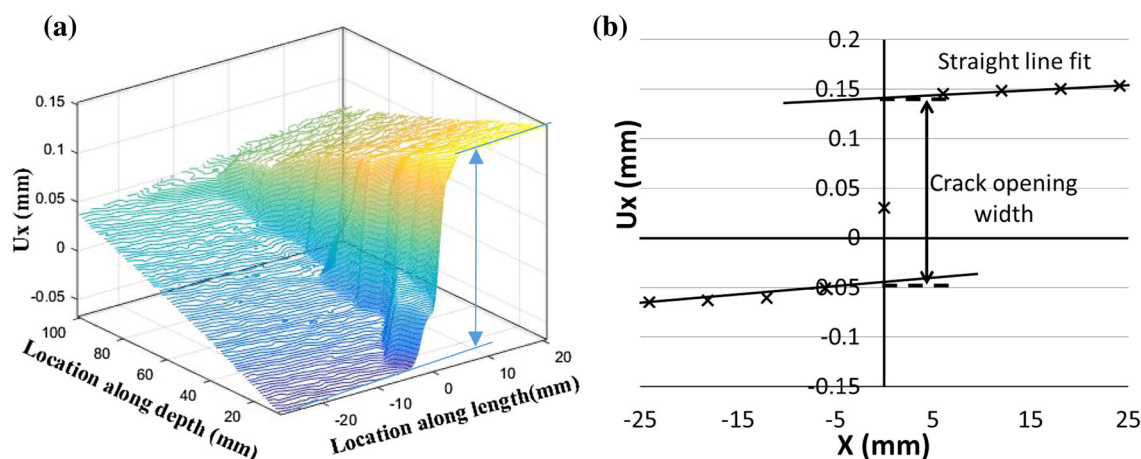 (a)
0.15
0.1
0.05
0
-0.05
Ux (mm)
100
80
60
40
20
Location along depth (mm)
-20
-10
0
10
20
Location along length(mm)
(b)
0.2
0.15
0.1
0.05
0
-0.05
-0.1
-0.15
Ux (mm)
Straight line fit
Crack opening
width
-25
-15
-5
5
15
25
X (mm)